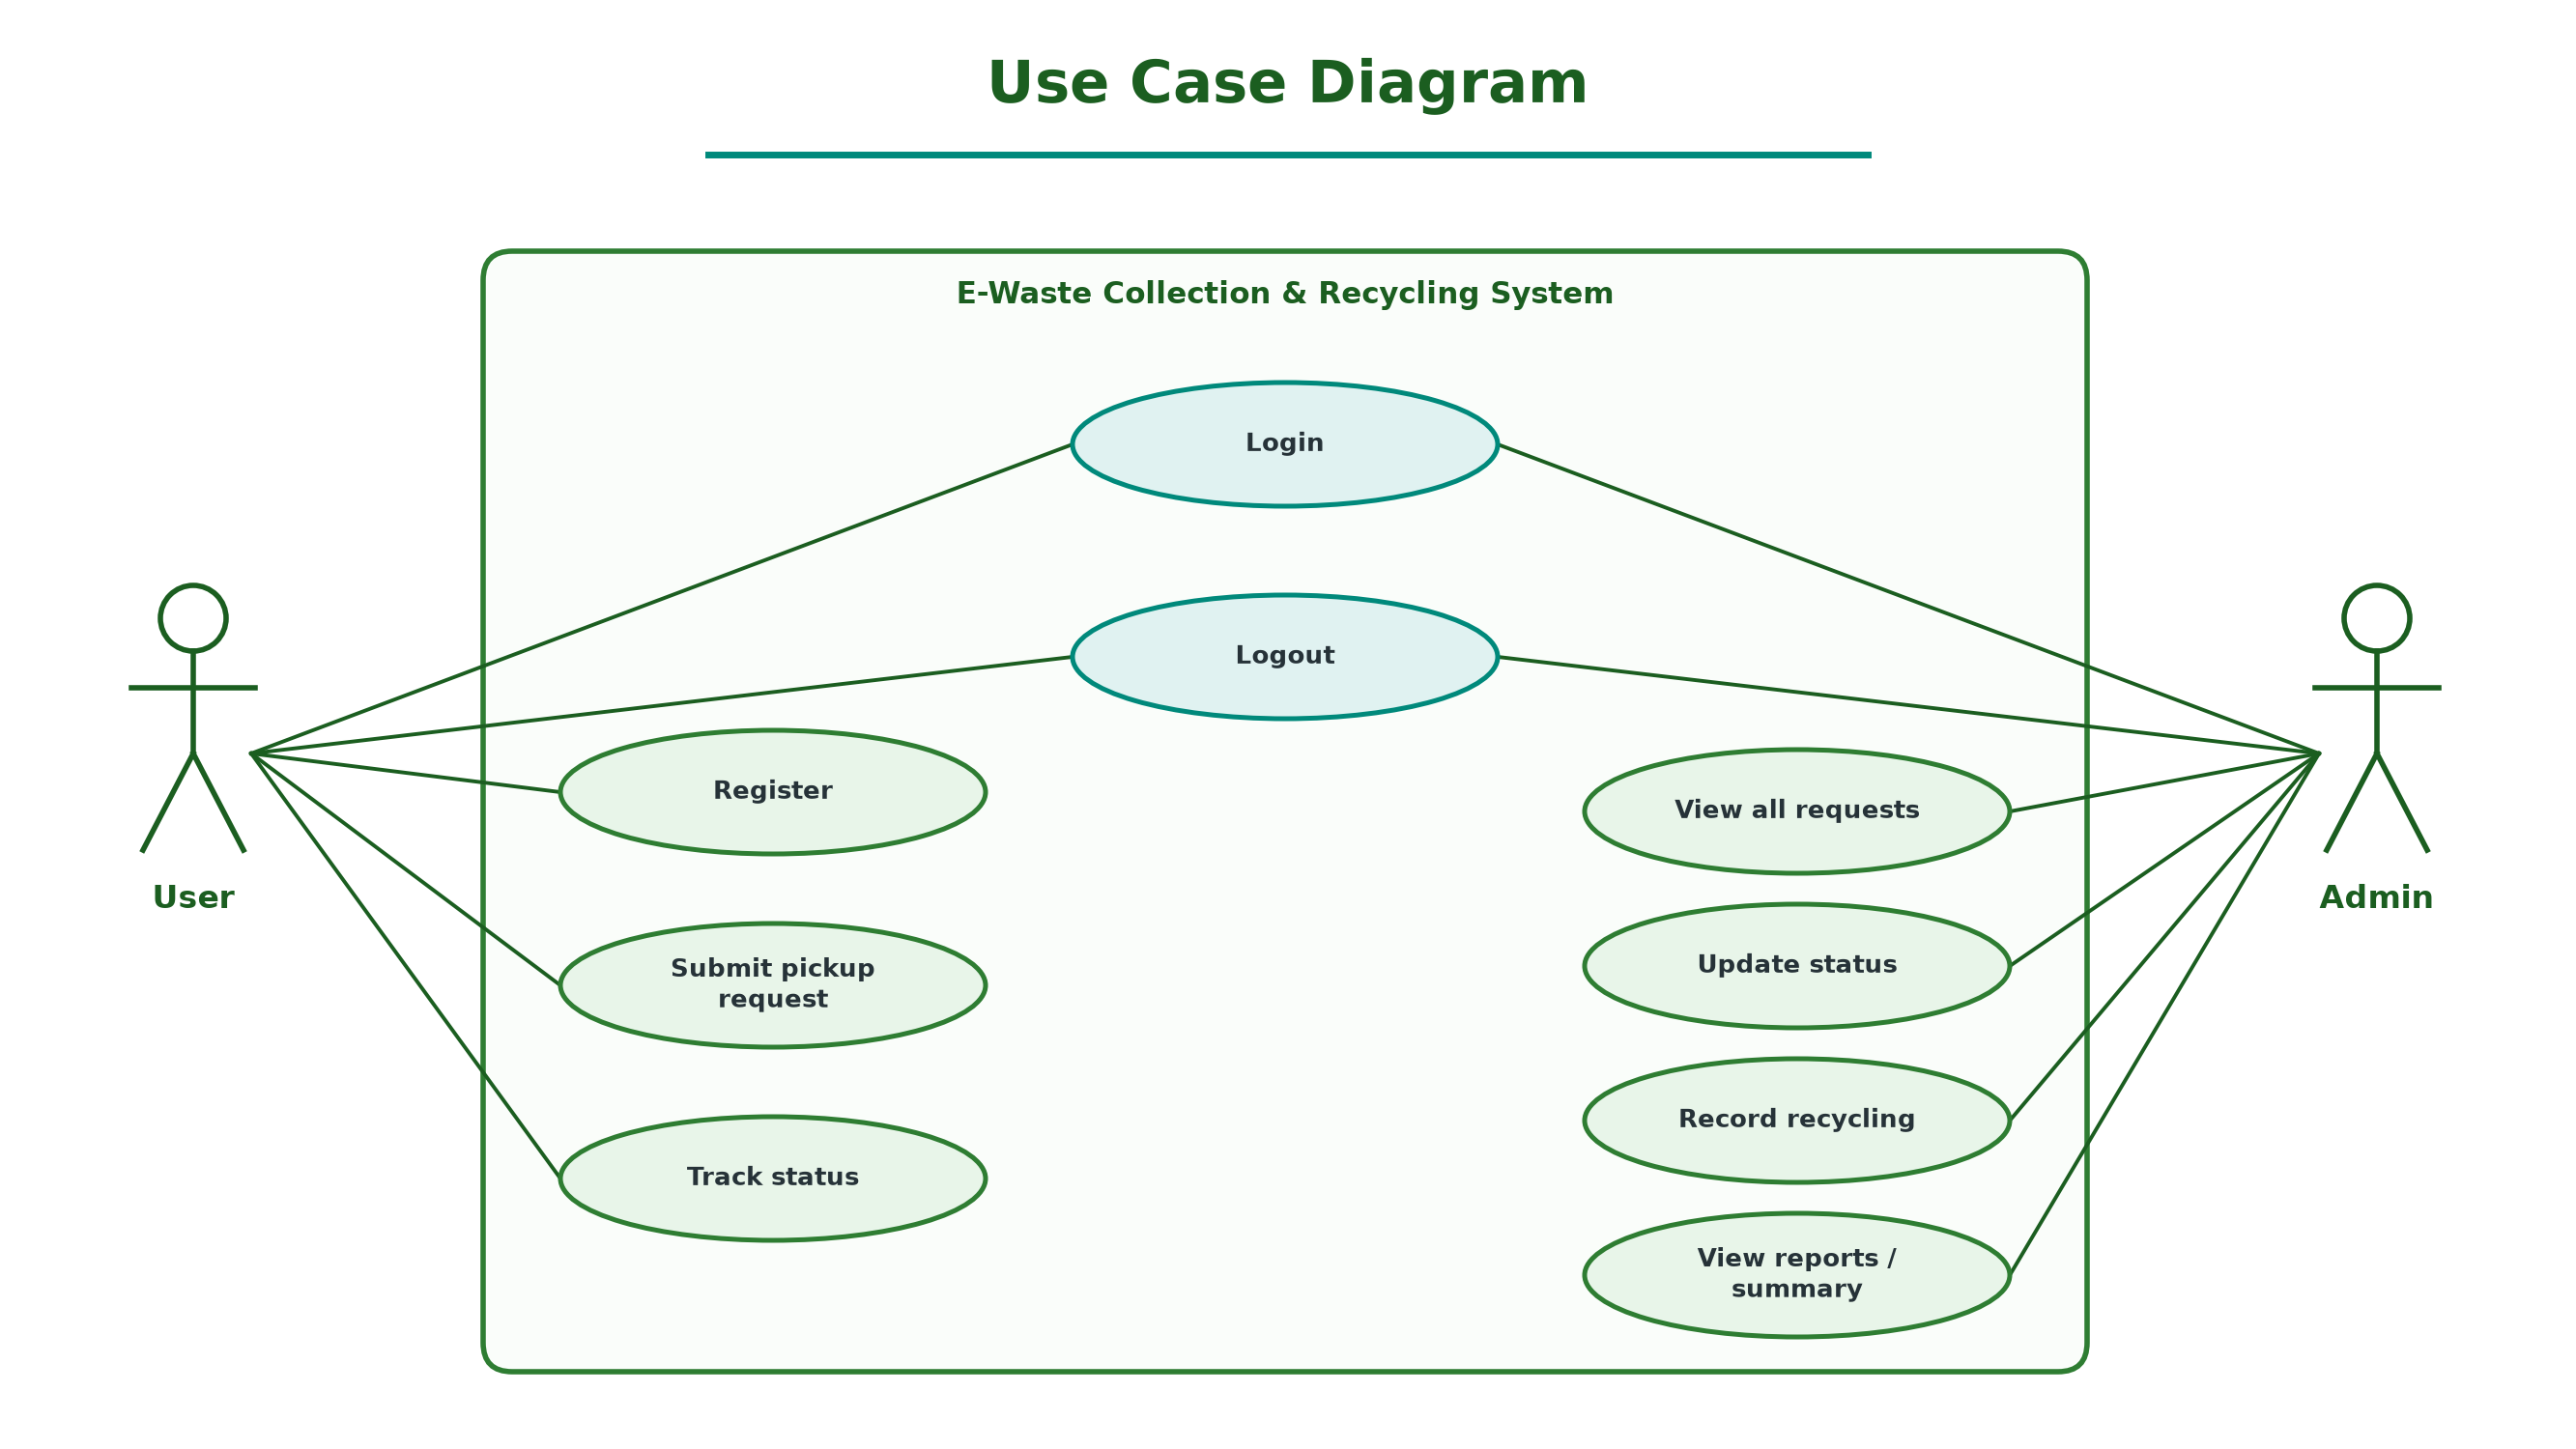 Use Case Diagram
E-Waste Collection & Recycling System
Login
Logout
Register
Submit pickup
request
Track status
View all requests
Update status
Record recycling
View reports /
summary
User
Admin